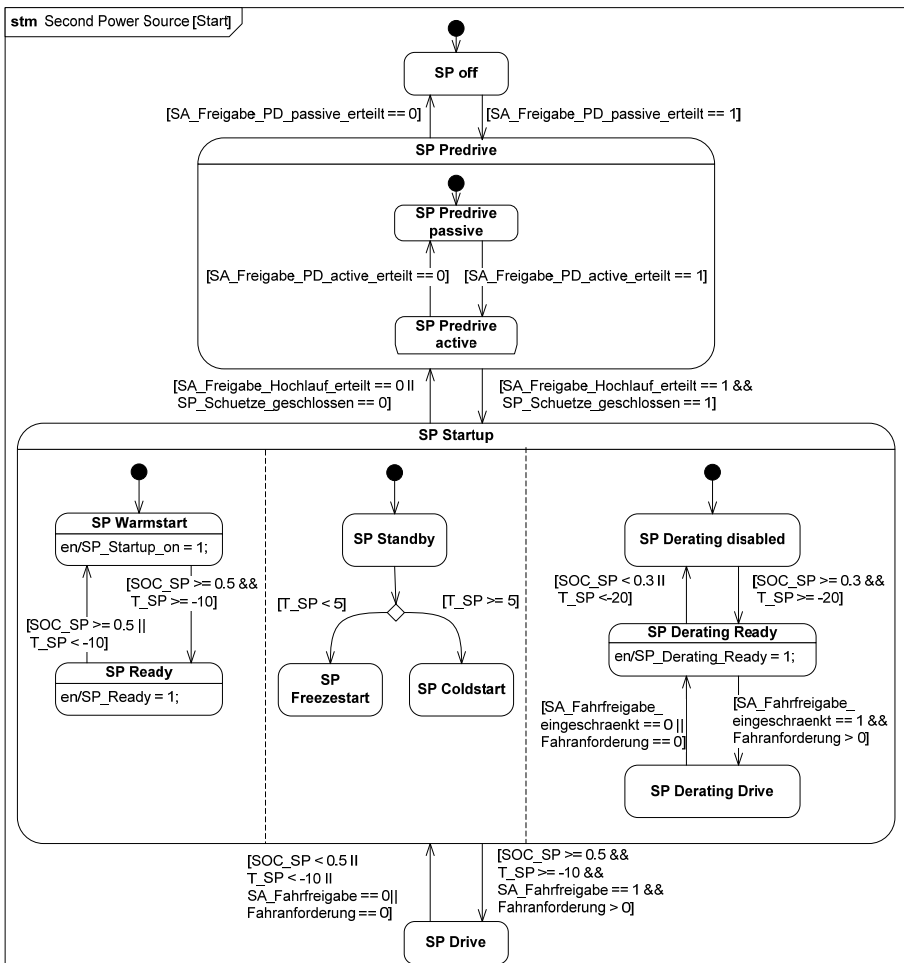 stm Second Power Source [Start]
SP off
[SA_Freigabe_PD_passive_erteilt == 0]
[SA_Freigabe_PD_passive_erteilt == 1]
SP Predrive
SP Predrive
passive
[SA_Freigabe_PD_active_erteilt == 0]
[SA_Freigabe_PD_active_erteilt == 1]
SP Predrive
active
[SA_Freigabe_Hochlauf_erteilt == 0 ||
SP_Schuetze_geschlossen == 0]
[SA_Freigabe_Hochlauf_erteilt == 1 &&
SP_Schuetze_geschlossen == 1]
SP Startup
SP Warmstart
en/SP_Startup_on = 1;
[SOC_SP >= 0.5 &&
T_SP >= -10]
[SOC_SP >= 0.5 ||
T_SP < -10]
SP Ready
en/SP_Ready = 1;
SP Standby
[T_SP < 5]
[T_SP >= 5]
SP
Freezestart
SP Coldstart
SP Derating disabled
[SOC_SP < 0.3 ||
T_SP <-20]
[SOC_SP >= 0.3 &&
T_SP >= -20]
SP Derating Ready
en/SP_Derating_Ready = 1;
[SA_Fahrfreigabe_
eingeschraenkt == 0 ||
Fahranforderung == 0]
[SA_Fahrfreigabe_
eingeschraenkt == 1 &&
Fahranforderung > 0]
SP Derating Drive
[SOC_SP < 0.5 ||
T_SP < -10 ||
SA_Fahrfreigabe == 0||
Fahranforderung == 0]
[SOC_SP >= 0.5 &&
T_SP >= -10 &&
SA_Fahrfreigabe == 1 &&
Fahranforderung > 0]
SP Drive